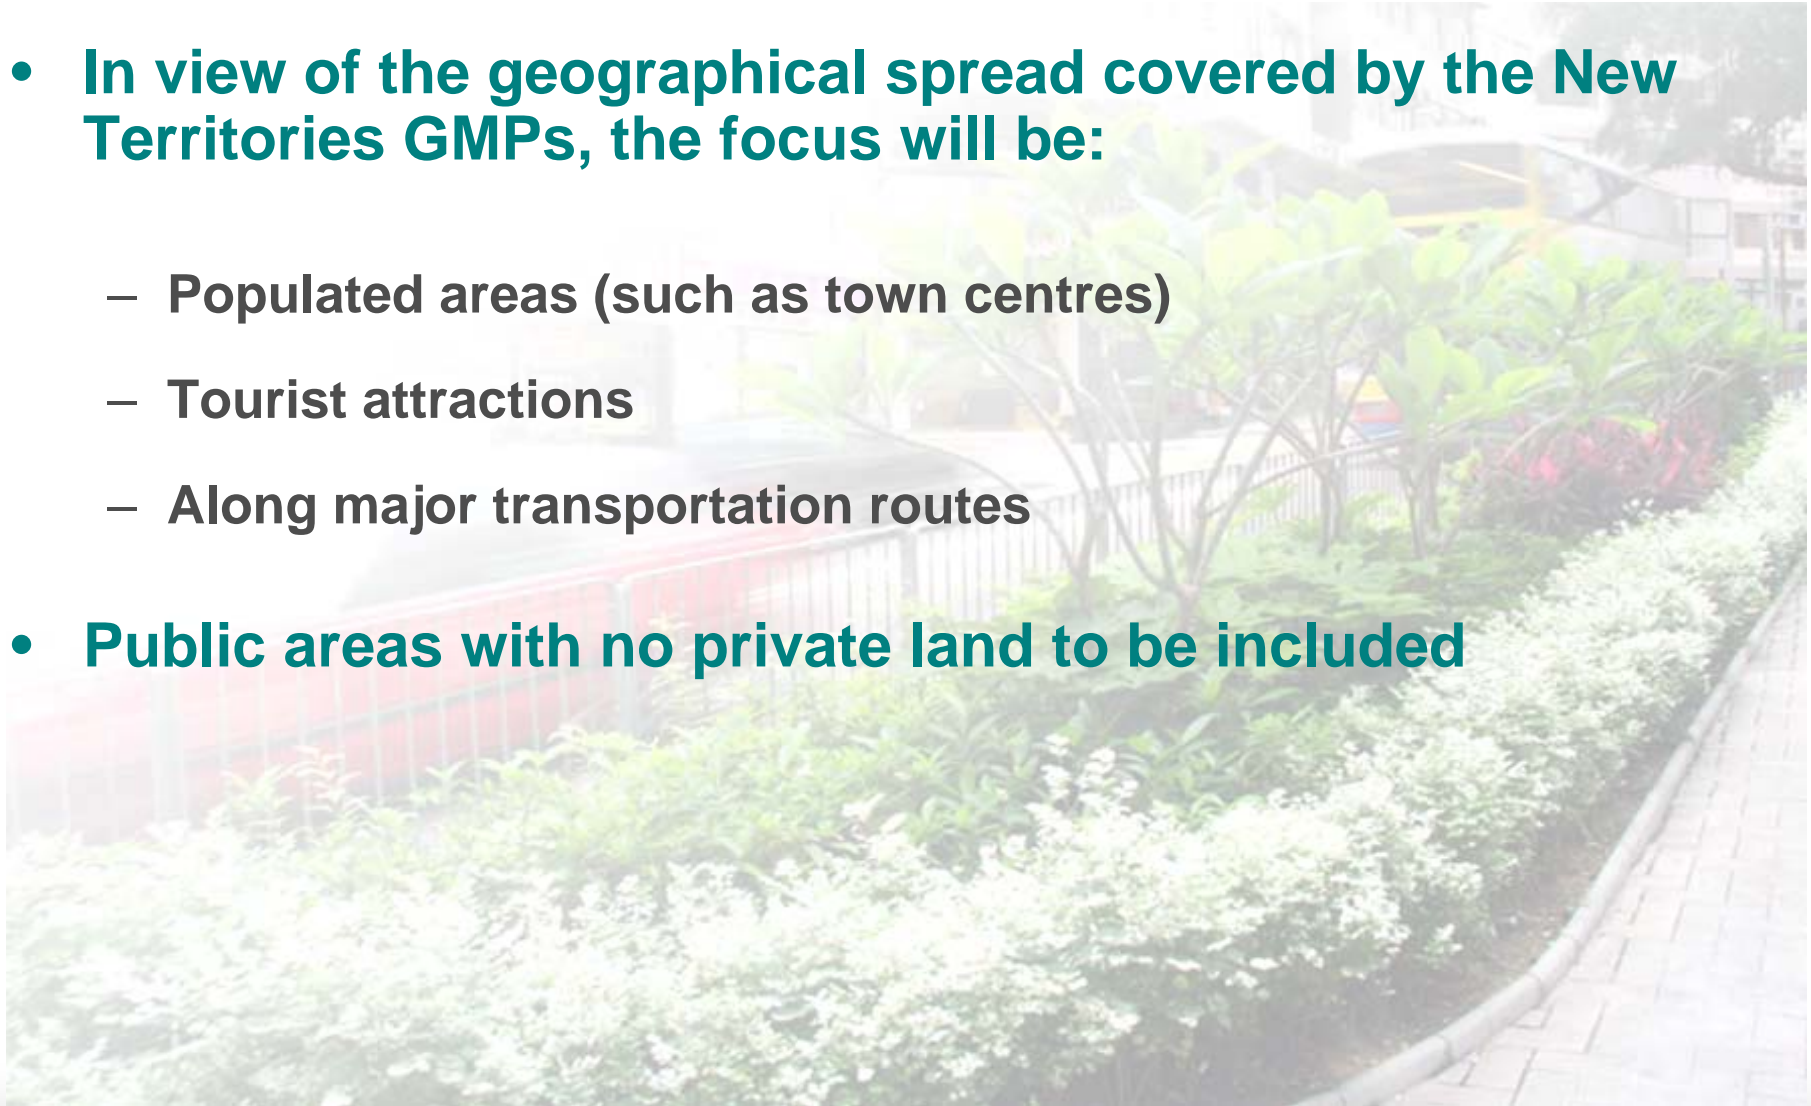 • In view of the geographical spread covered by the New
Territories GMPs, the focus will be:
– Populated areas (such as town centres)
– Tourist attractions
– Along major transportation routes
• Public areas with no private land to be included